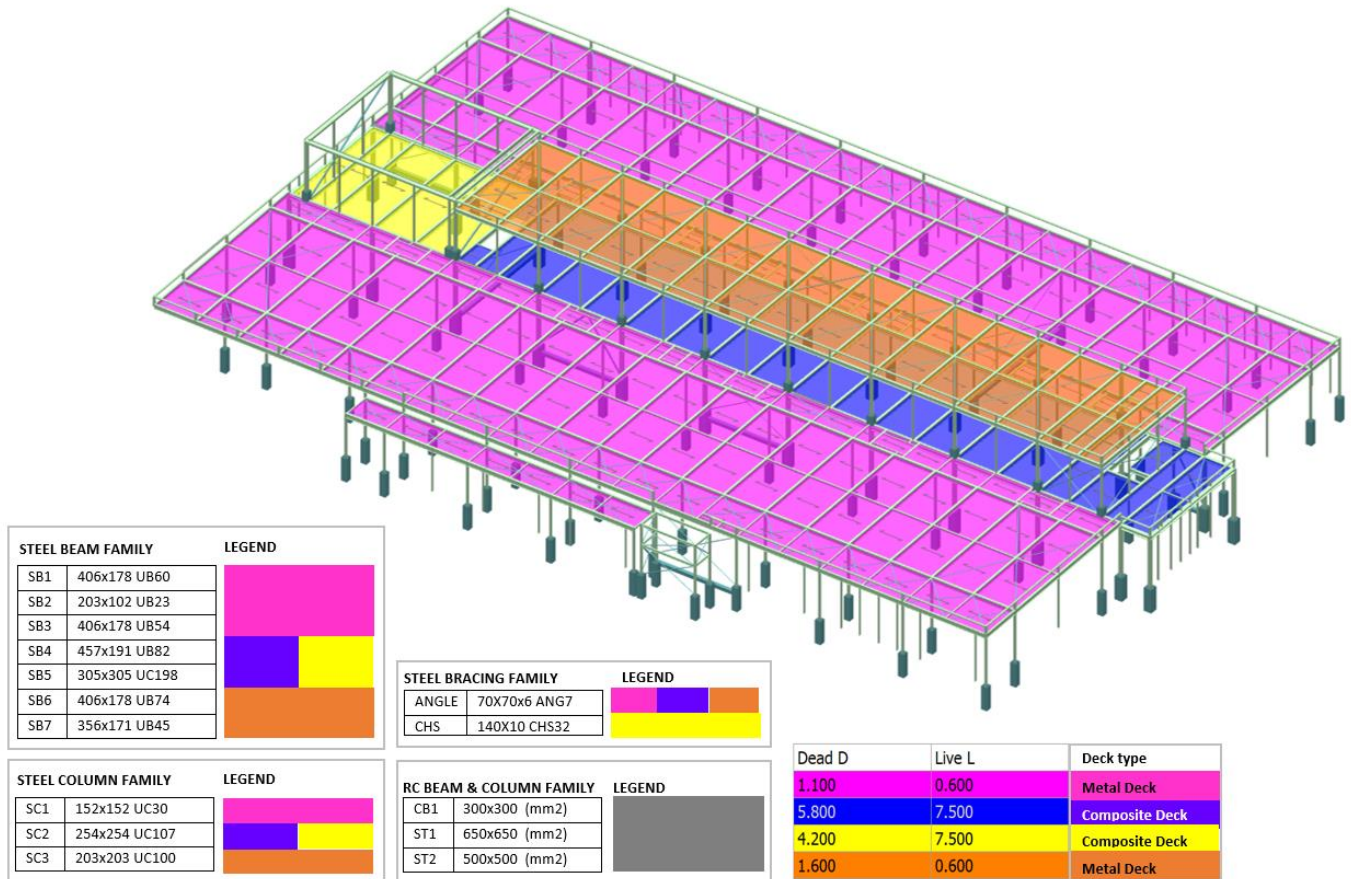 STEEL BEAM FAMILY LEGEND
SB1 406x178 UB60
SB2 203x102 UB23
SB3 406x178 UB54
SB4 457x191 UB82
SB5 305x305 UC198
SB6 406x178 UB74
SB7 356x171 UB45
STEEL BRACING FAMILY LEGEND
ANGLE 70X70x6 ANG7
CHS 140X10 CHS32
STEEL COLUMN FAMILY LEGEND
SC1 152x152 UC30
SC2 254x254 UC107
SC3 203x203 UC100
RC BEAM & COLUMN FAMILY LEGEND
CB1 300x300 (mm2)
ST1 650x650 (mm2)
ST2 500x500 (mm2)
Dead D Live L Deck type
1.100 0.600 Metal Deck
5.800 7.500 Composite Deck
4.200 7.500 Composite Deck
1.600 0.600 Metal Deck